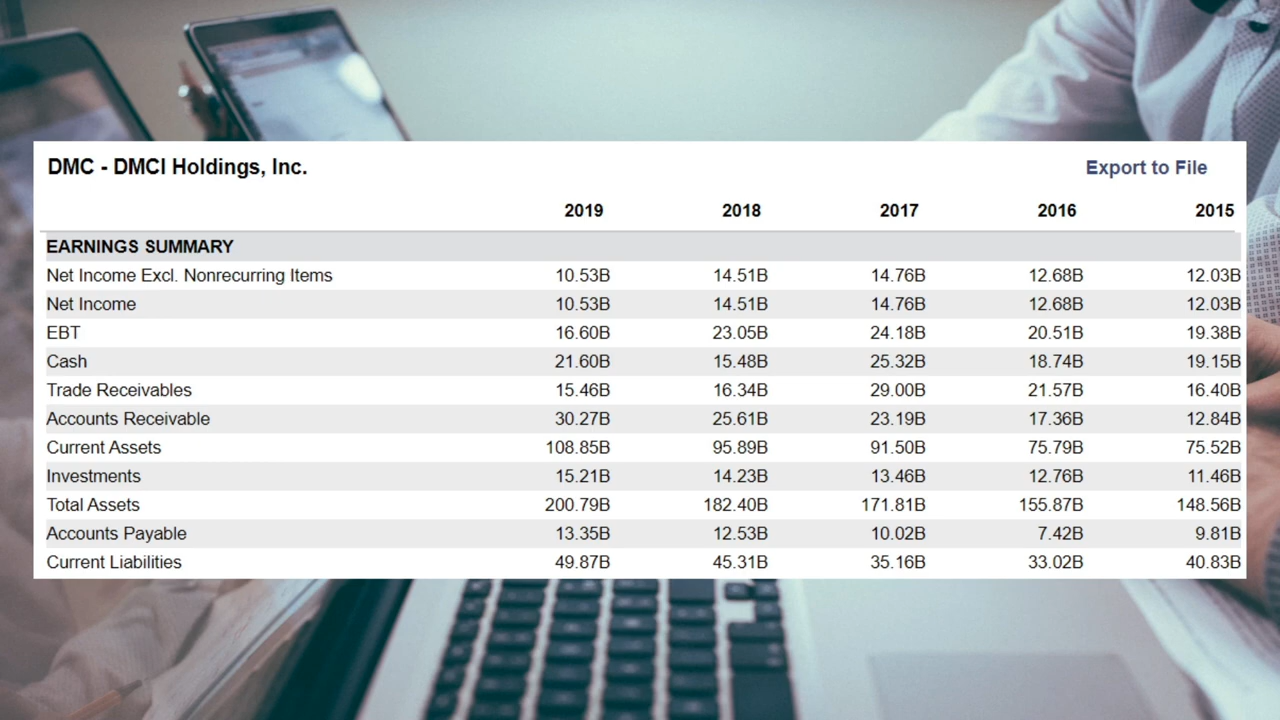 DMC - DMCI Holdings, Inc. Export to File
2019 2018 2017 2016 2015
EARNINGS SUMMARY
Net Income Excl. Nonrecurring Items 10.53B 14.51B 14.76B 12.68B 12.03B
Net Income 10.53B 14.51B 14.76B 12.68B 12.03B
EBT 16.60B 23.05B 24.18B 20.51B 19.38B
Cash 21.60B 15.48B 25.32B 18.74B 19.15B
Trade Receivables 15.46B 16.34B 29.00B 21.57B 16.40B
Accounts Receivable 30.27B 25.61B 23.19B 17.36B 12.84B
Current Assets 108.85B 95.89B 91.50B 75.79B 75.52B
Investments 15.21B 14.23B 13.46B 12.76B 11.46B
Total Assets 200.79B 182.40B 171.81B 155.87B 148.56B
Accounts Payable 13.35B 12.53B 10.02B 7.42B 9.81B
Current Liabilities 49.87B 45.31B 35.16B 33.02B 40.83B